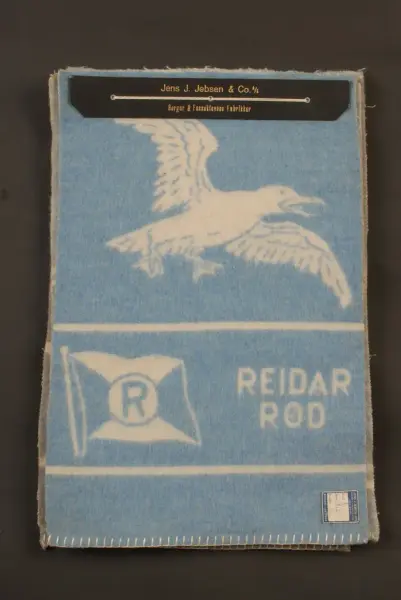 Jens J. Jebsen & Co. A/S
R
REIDAR
ROD